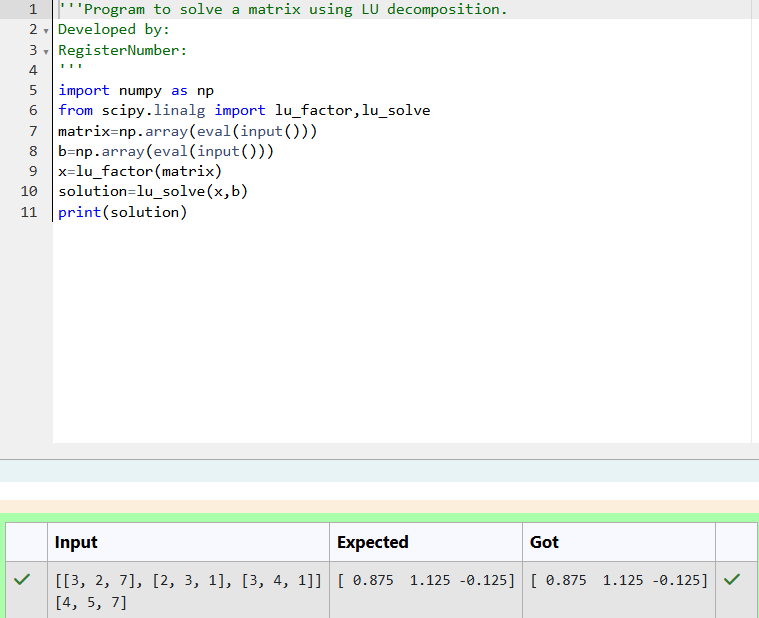 1 '''Program to solve a matrix using LU decomposition.
2 Developed by:
3 RegisterNumber:
4 '''
5 import numpy as np
6 from scipy.linalg import lu_factor,lu_solve
7 matrix=np.array(eval(input()))
8 b=np.array(eval(input()))
9 x=lu_factor(matrix)
10 solution=lu_solve(x,b)
11 print(solution)
Input Expected Got
[[3, 2, 7], [2, 3, 1], [3, 4, 1]] [ 0.875  1.125 -0.125] [ 0.875  1.125 -0.125]
[4, 5, 7]